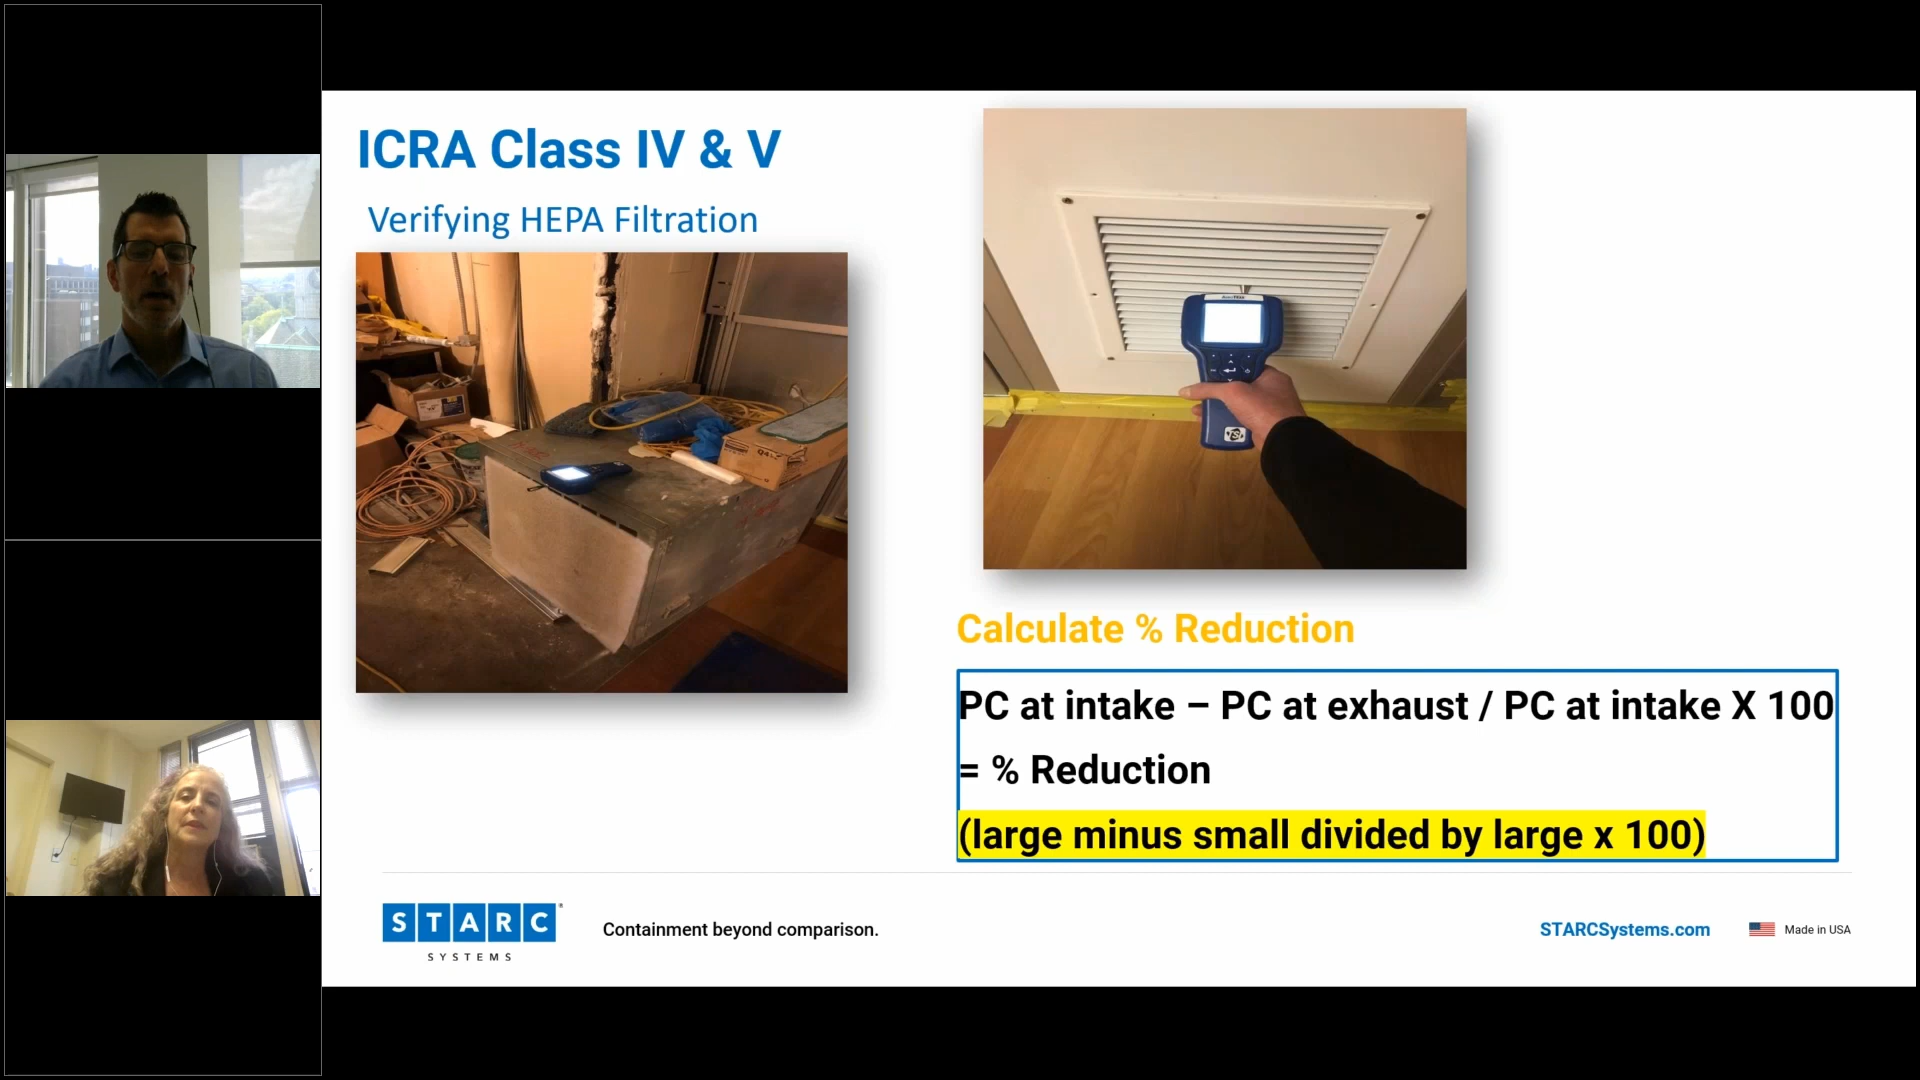 ICRA Class IV & V
Verifying HEPA Filtration
TSI
Calculate % Reduction
PC at intake – PC at exhaust / PC at intake X 100
= % Reduction
(large minus small divided by large x 100)
STARC
SYSTEMS
Containment beyond comparison.
STARCSystems.com
Made in USA